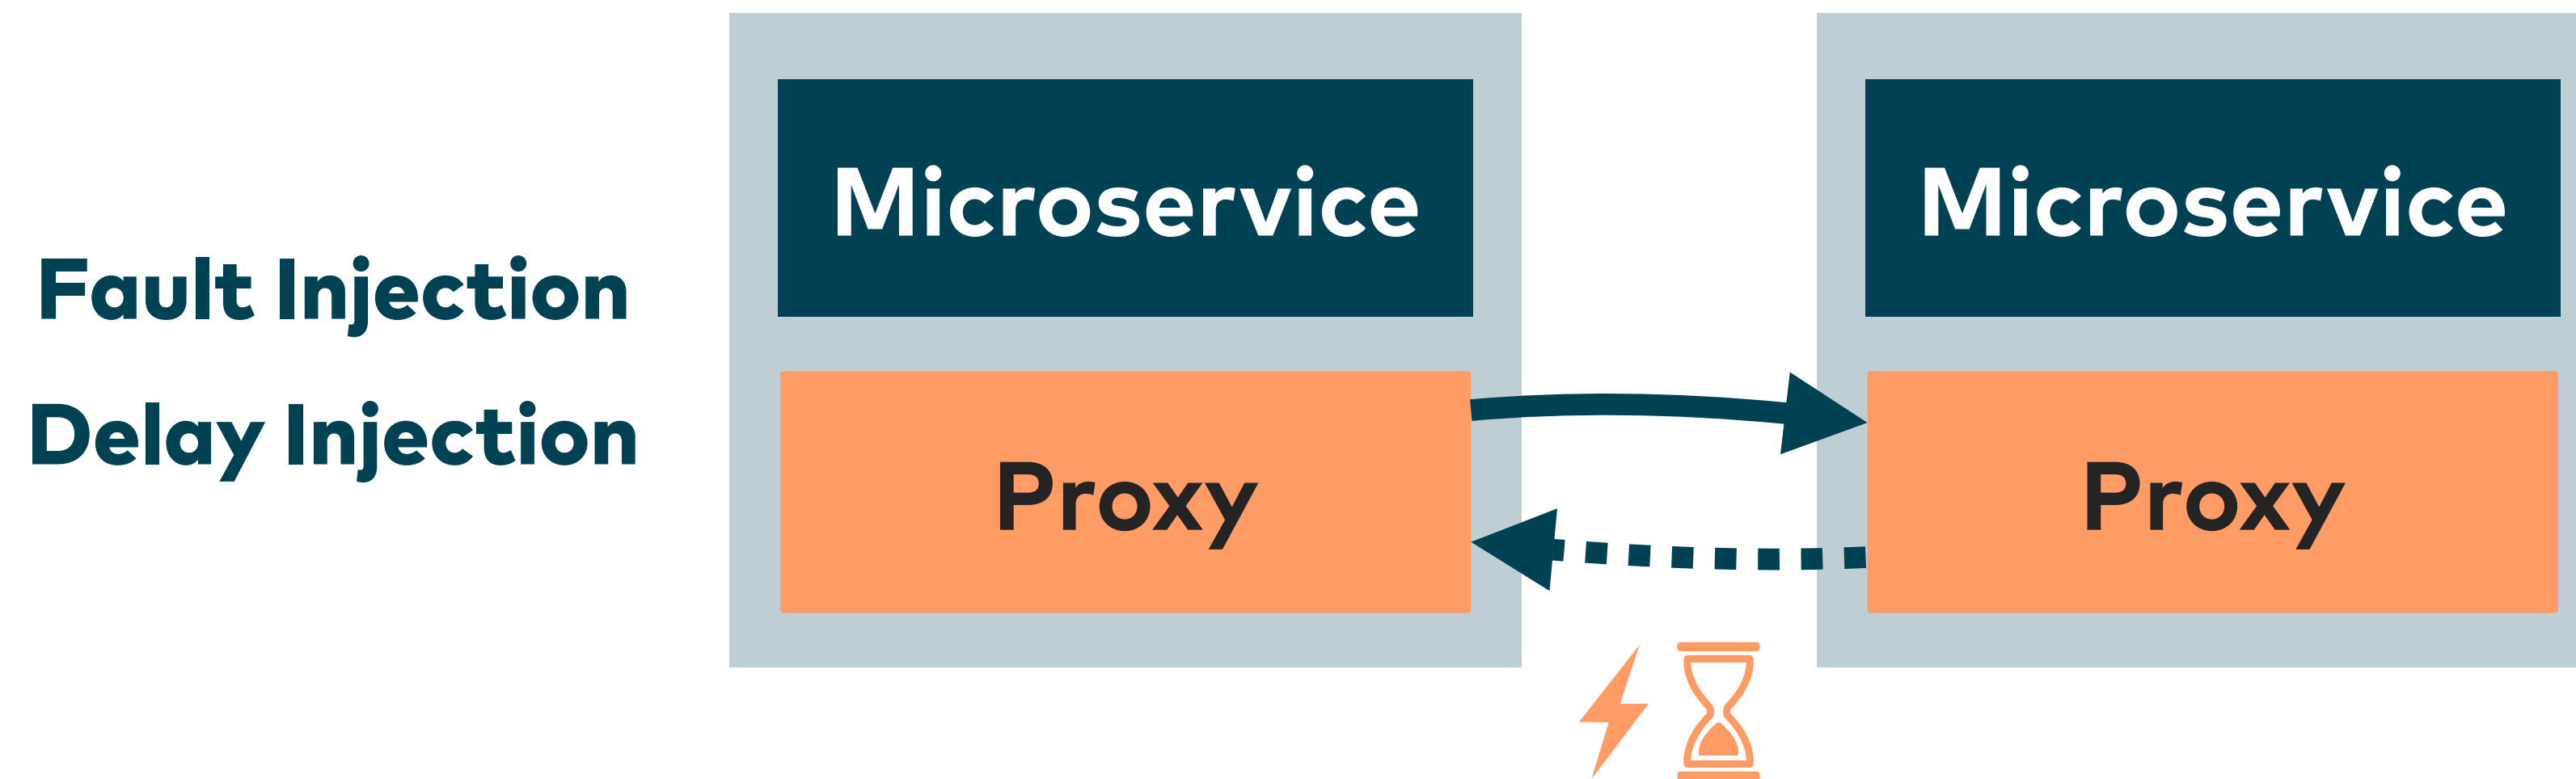 Fault Injection
Delay Injection
Microservice
Proxy
Microservice
Proxy